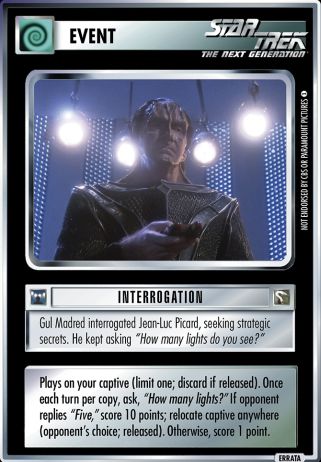 EVENT
STAR TREK
THE NEXT GENERATION®
NOT ENDORSED BY CBS OR PARAMOUNT PICTURES
INTERROGATION
Gul Madred interrogated Jean-Luc Picard, seeking strategic
secrets. He kept asking "How many lights do you see?"
Plays on your captive (limit one; discard if released). Once
each turn per copy, ask, "How many lights?" If opponent
replies "Five," score 10 points; relocate captive anywhere
(opponent's choice; released). Otherwise, score 1 point.
ERRATA